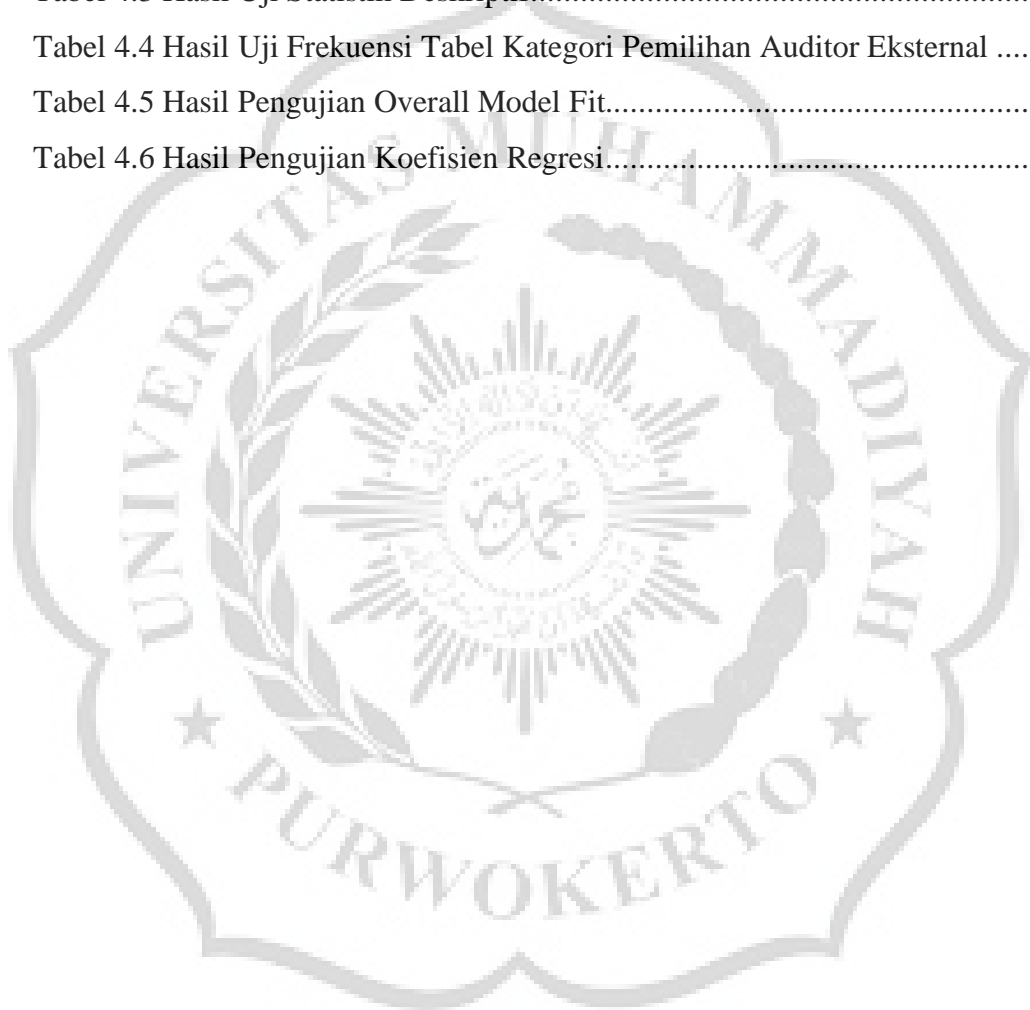 Tabel 4.4 Hasil Uji Frekuensi Tabel Kategori Pemilihan Auditor Eksternal ....
Tabel 4.5 Hasil Pengujian Overall Model Fit....................................................
Tabel 4.6 Hasil Pengujian Koefisien Regresi....................................................
UNIVERSITAS MUHAMMADIYAH
PURWOKERTO